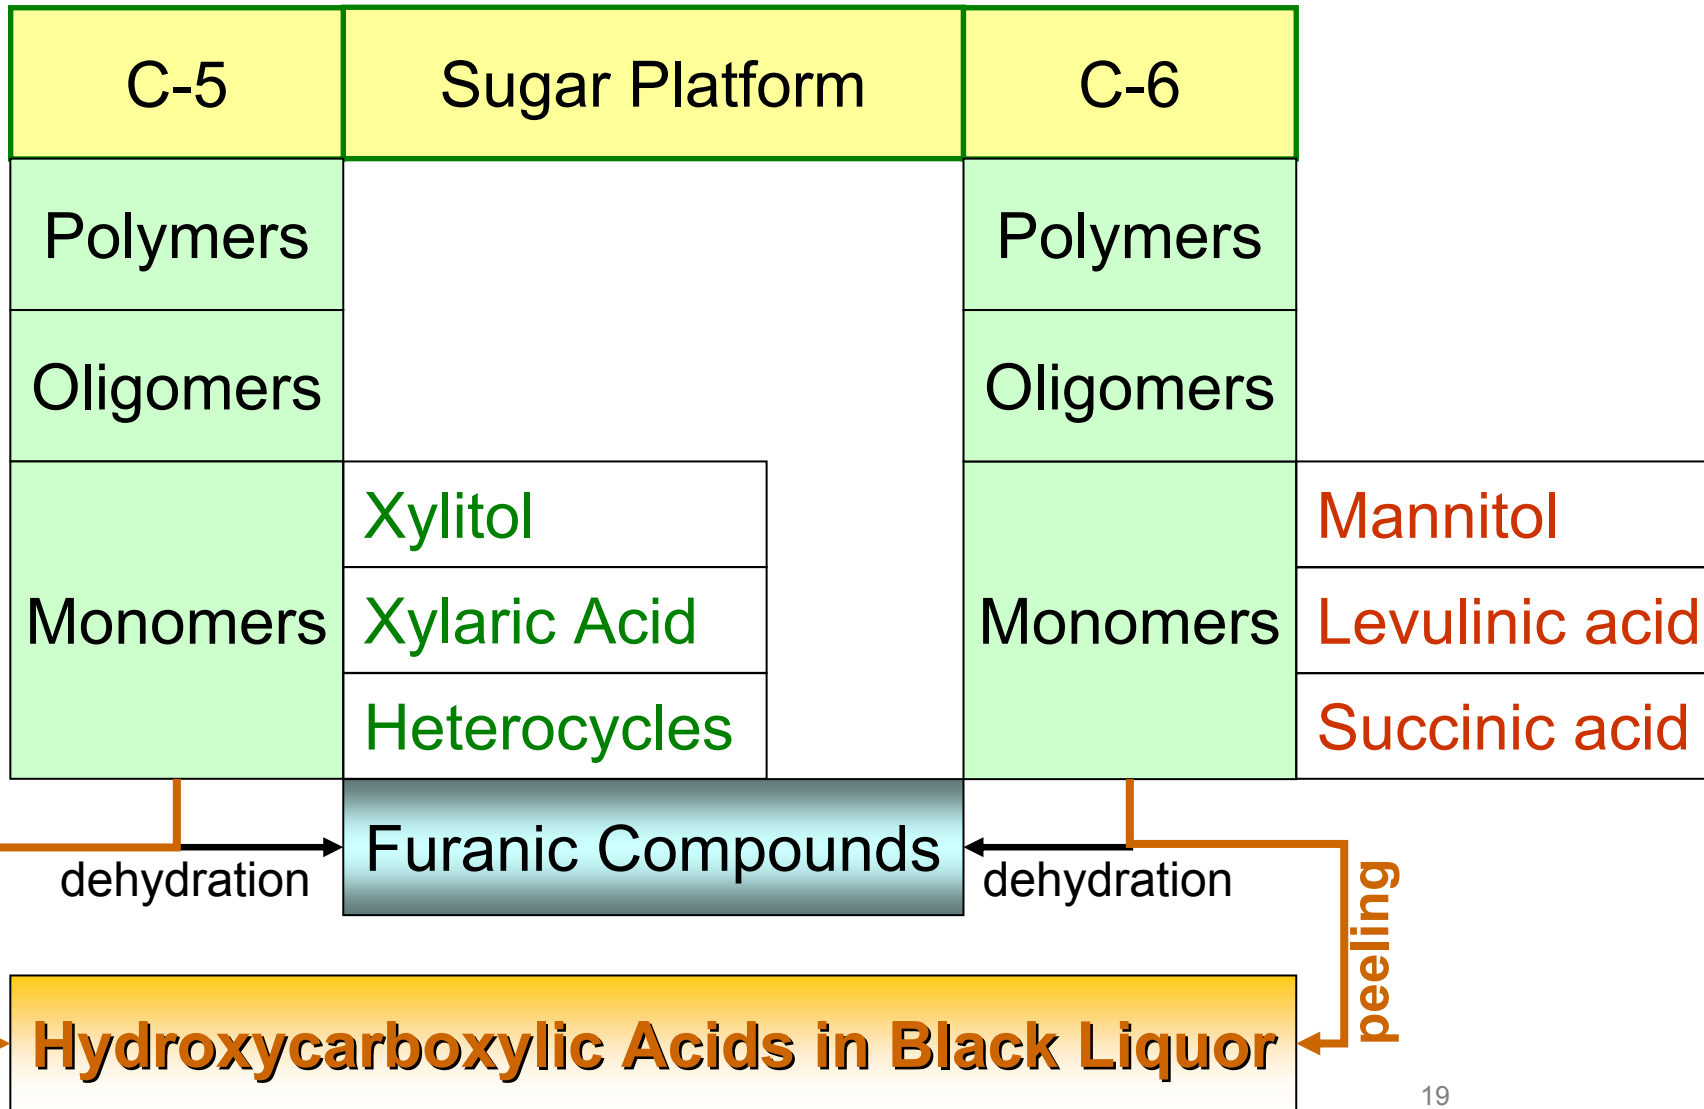 C-5
Sugar Platform
C-6
Polymers
Polymers
Oligomers
Oligomers
Monomers
Xylitol
Xylaric Acid
Heterocycles
Monomers
Mannitol
Levulinic acid
Succinic acid
dehydration
Furanic Compounds
dehydration
peeling
Hydroxycarboxylic Acids in Black Liquor
19